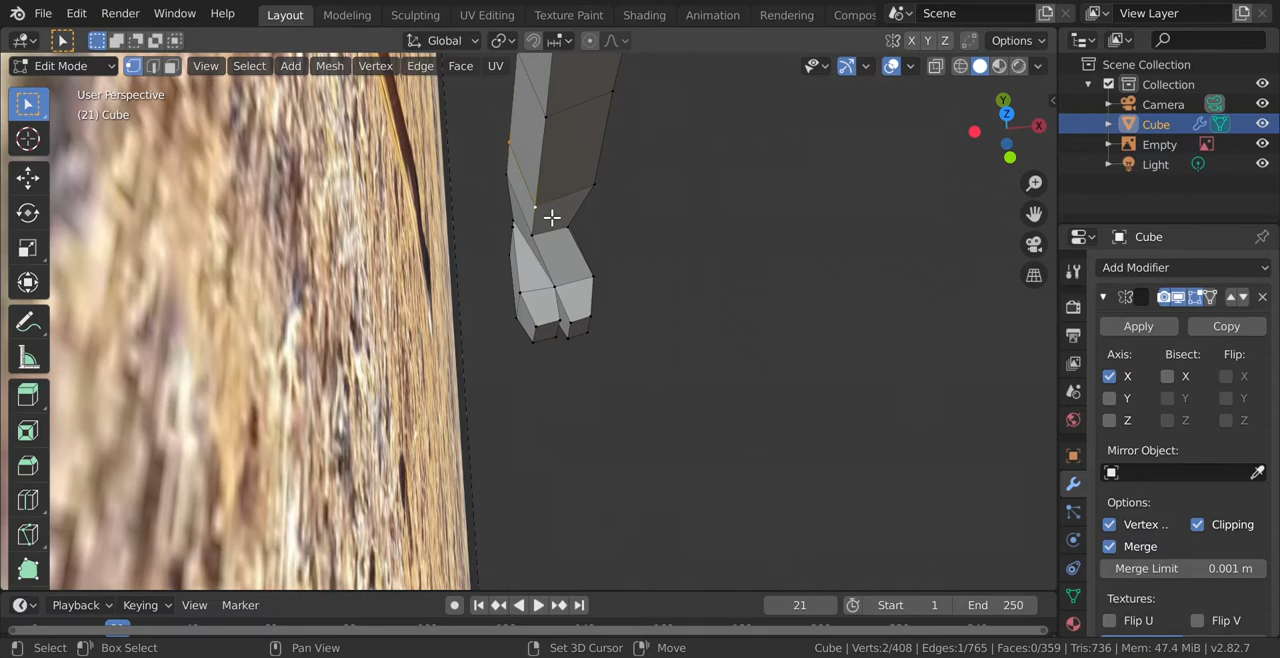 File Edit Render Window Help Layout Modeling Sculpting UV Editing Texture Paint Shading Animation Rendering Compos Scene View Layer
Global X Y Z Options
Edit Mode View Select Add Mesh Vertex Edge Face UV
User Perspective
(21) Cube
Y
Z
X
Scene Collection
Collection
Camera
Cube
Empty
Light
Cube
Add Modifier
Apply Copy
Axis: Bisect: Flip:
X X X
Y Y Y
Z Z Z
Mirror Object:
Options:
Vertex .. Clipping
Merge
Merge Limit 0.001 m
Textures:
Flip U Flip V
Playback Keying View Marker 21 Start 1 End 250
Select Box Select Pan View Set 3D Cursor Move Cube | Verts:2/408 | Edges:1/765 | Faces:0/359 | Tris:736 | Mem: 47.4 MiB | v2.82.7